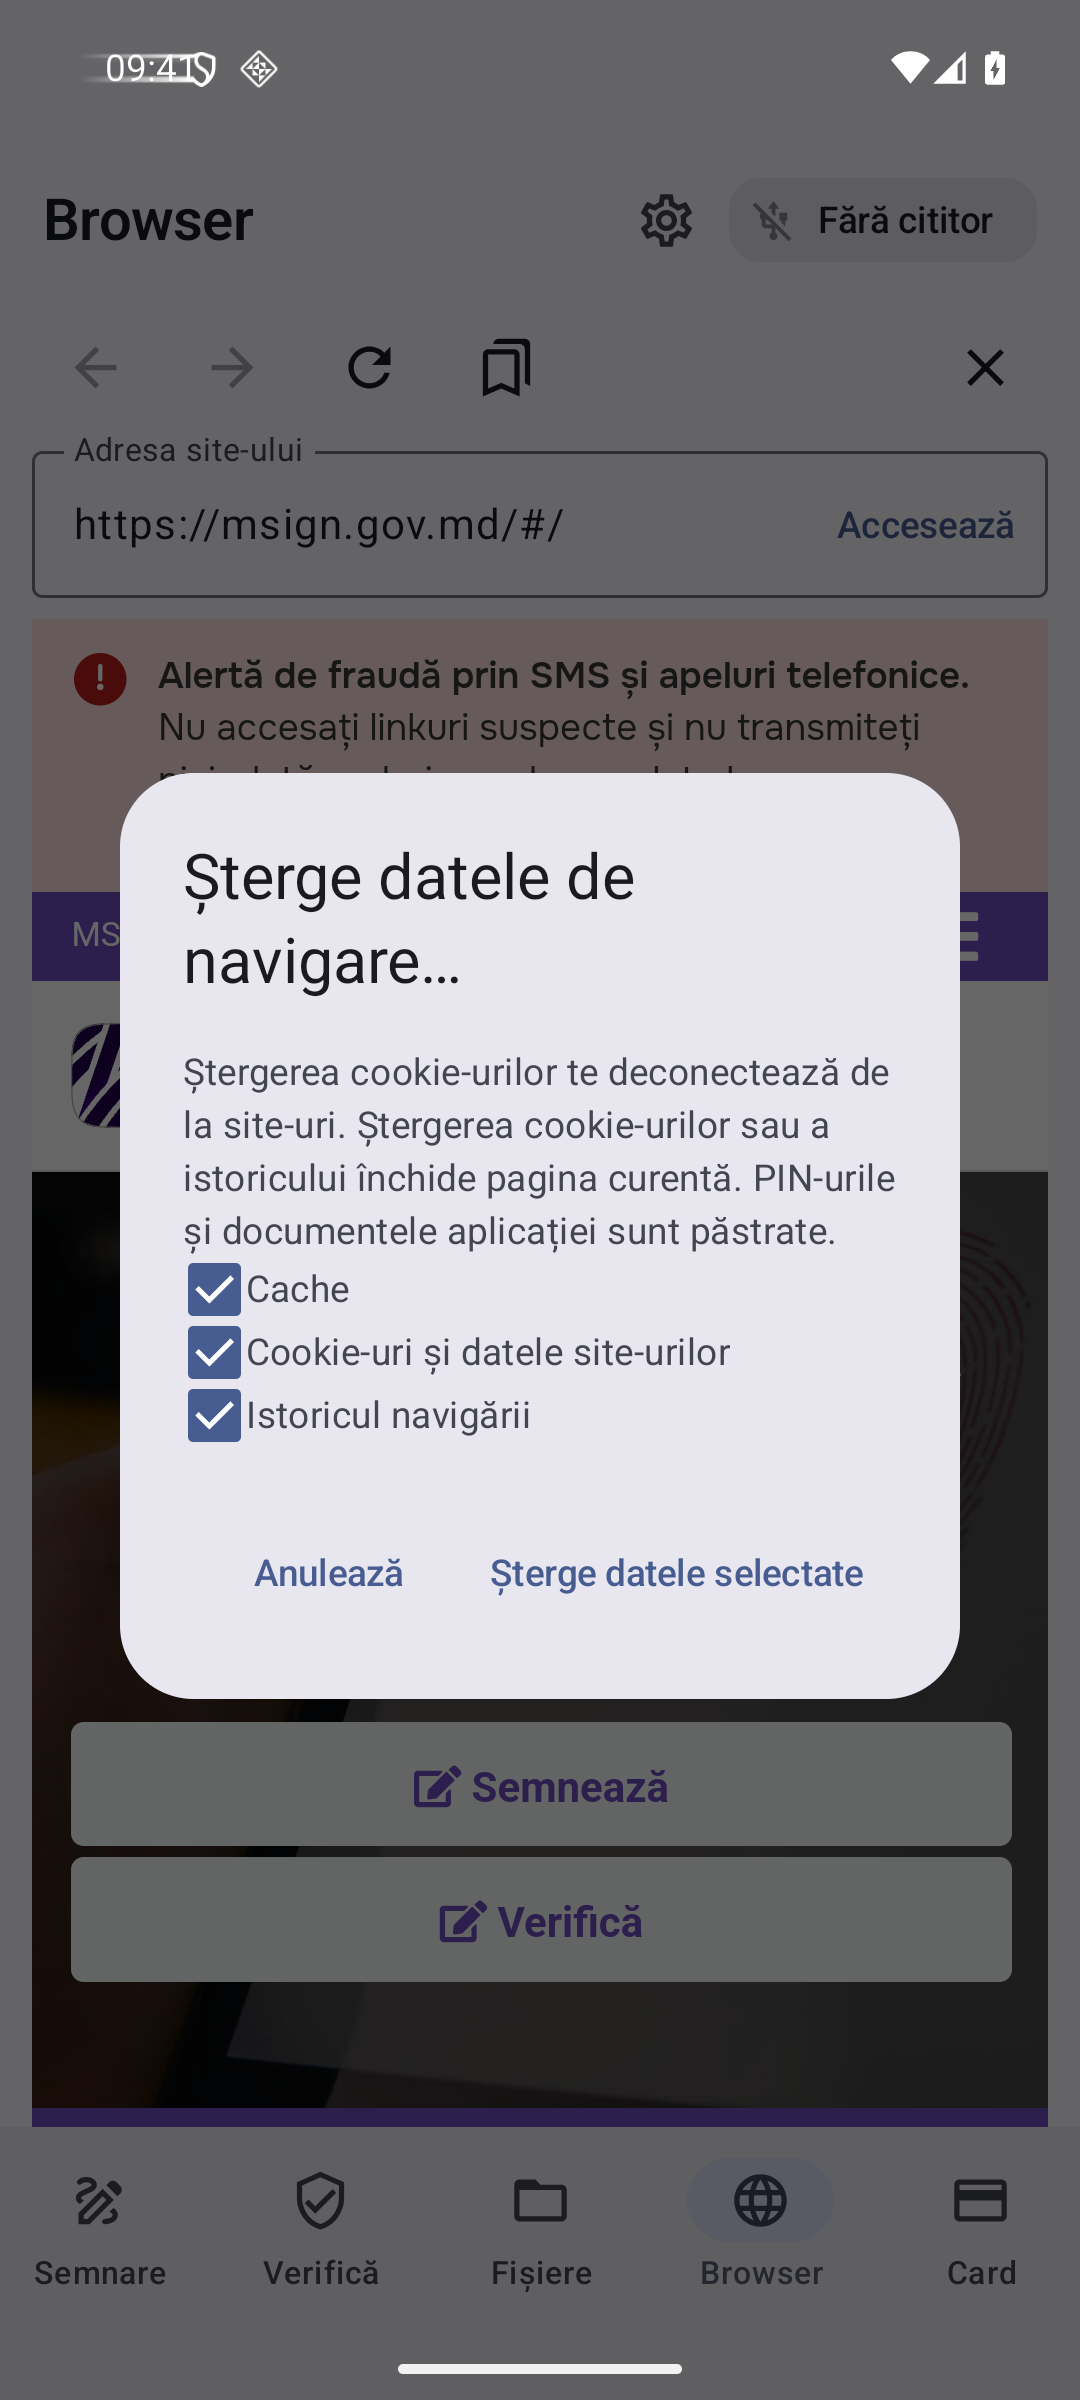 09:41
Browser
Fără cititor
Adresa site-ului
https://msign.gov.md/#/
Accesează
Alertă de fraudă prin SMS și apeluri telefonice.
Nu accesați linkuri suspecte și nu transmiteți
MS
Șterge datele de
navigare…
Ștergerea cookie-urilor te deconectează de
la site-uri. Ștergerea cookie-urilor sau a
istoricului închide pagina curentă. PIN-urile
și documentele aplicației sunt păstrate.
Cache
Cookie-uri și datele site-urilor
Istoricul navigării
Anulează
Șterge datele selectate
Semnează
Verifică
Semnare
Verifică
Fișiere
Browser
Card